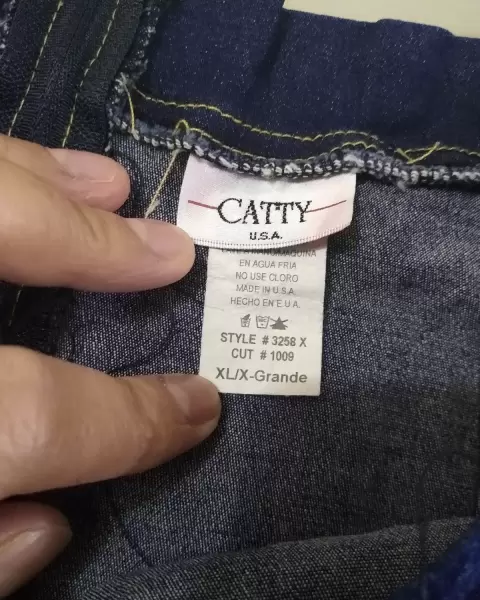 CATTY
U.S.A.
EN AGUA FRIA
NO USE CLORO
MADE IN U.S.A.
HECHO EN E.U.A.
STYLE # 3258 X
CUT # 1009
XL/X-Grande